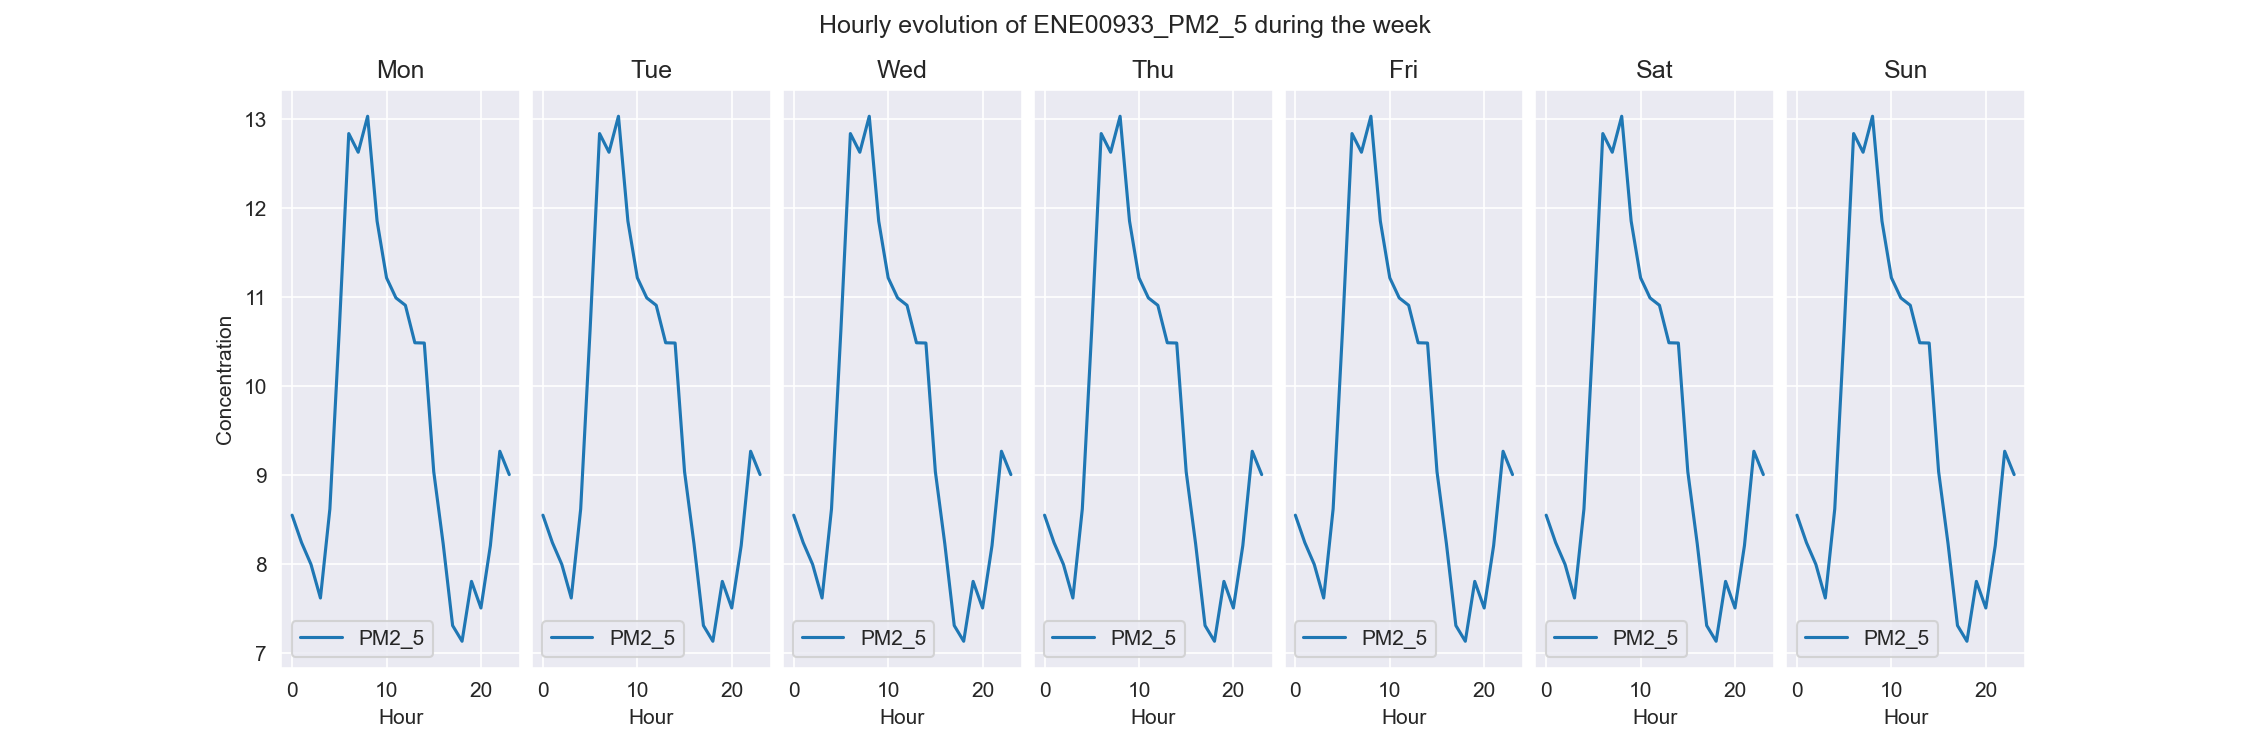 Hourly evolution of ENE00933_PM2_5 during the week
Mon Tue Wed Thu Fri Sat Sun
13
12
11
10
9
8
7
Concentration
PM2_5 PM2_5 PM2_5 PM2_5 PM2_5 PM2_5 PM2_5
0 10 20 0 10 20 0 10 20 0 10 20 0 10 20 0 10 20 0 10 20
Hour Hour Hour Hour Hour Hour Hour